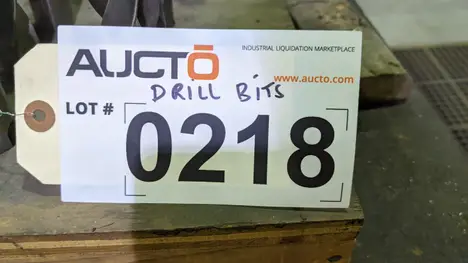 AUCTO
INDUSTRIAL LIQUIDATION MARKETPLACE
www.aucto.com
DRILL BITS
LOT #
0218